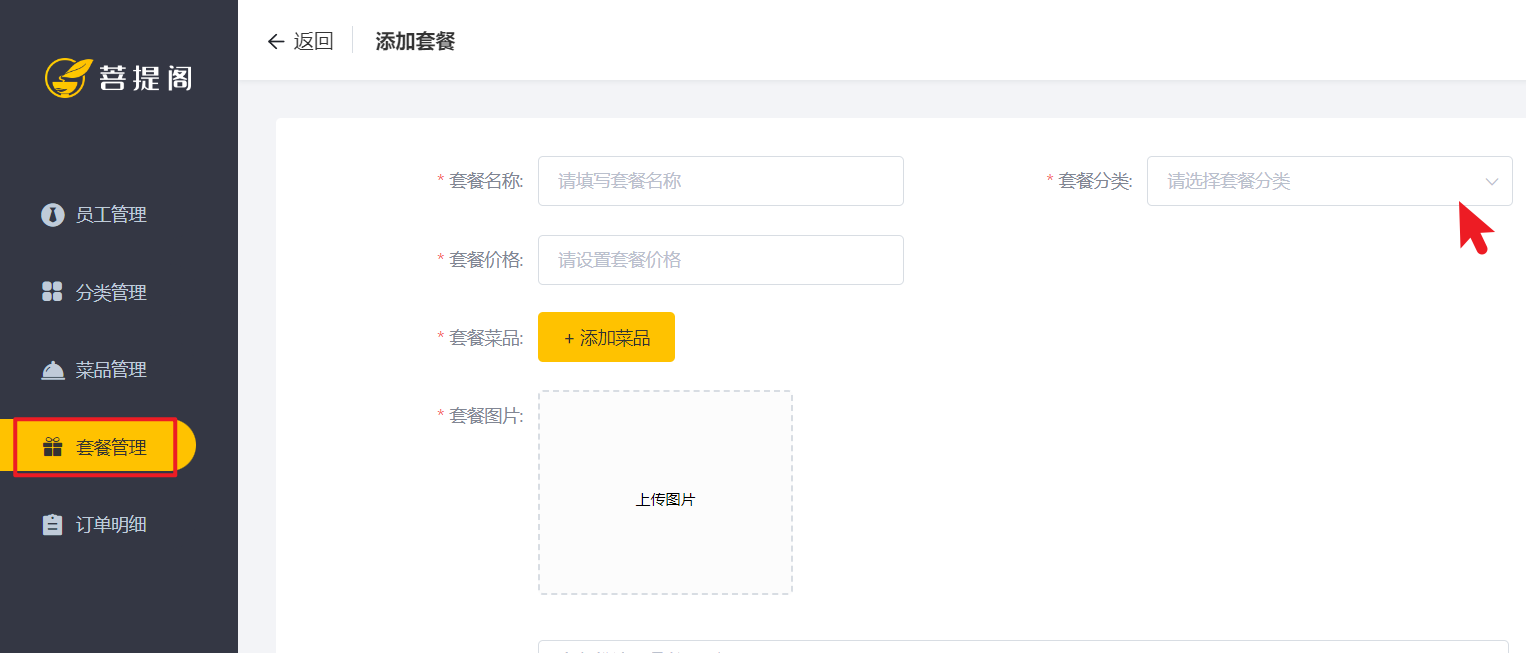 菩提阁
员工管理
分类管理
菜品管理
套餐管理
订单明细
返回
添加套餐
* 套餐名称: 请填写套餐名称
* 套餐分类: 请选择套餐分类
* 套餐价格: 请设置套餐价格
* 套餐菜品: + 添加菜品
* 套餐图片:
上传图片